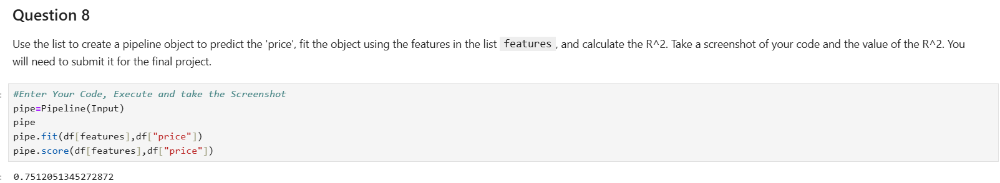 Question 8
Use the list to create a pipeline object to predict the 'price', fit the object using the features in the list features , and calculate the R^2. Take a screenshot of your code and the value of the R^2. You
will need to submit it for the final project.
#Enter Your Code, Execute and take the Screenshot
pipe=Pipeline(Input)
pipe
pipe.fit(df[features],df["price"])
pipe.score(df[features],df["price"])
0.7512051345272872